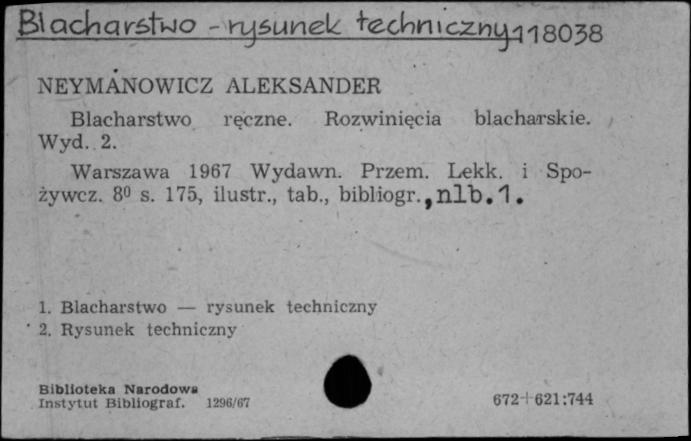 Blacharstwo - rysunek techniczny 118038
NEYMANOWICZ ALEKSANDER
Blacharstwo ręczne. Rozwinięcia blacharskie.
Wyd. 2.
Warszawa 1967 Wydawn. Przem. Lekk. i Spo-
żywcz. 8⁰ s. 175, ilustr., tab., bibliogr., nlb. 1.
1. Blacharstwo — rysunek techniczny
2. Rysunek techniczny
Biblioteka Narodowa
Instytut Bibliograf. 1296/67
672+621:744